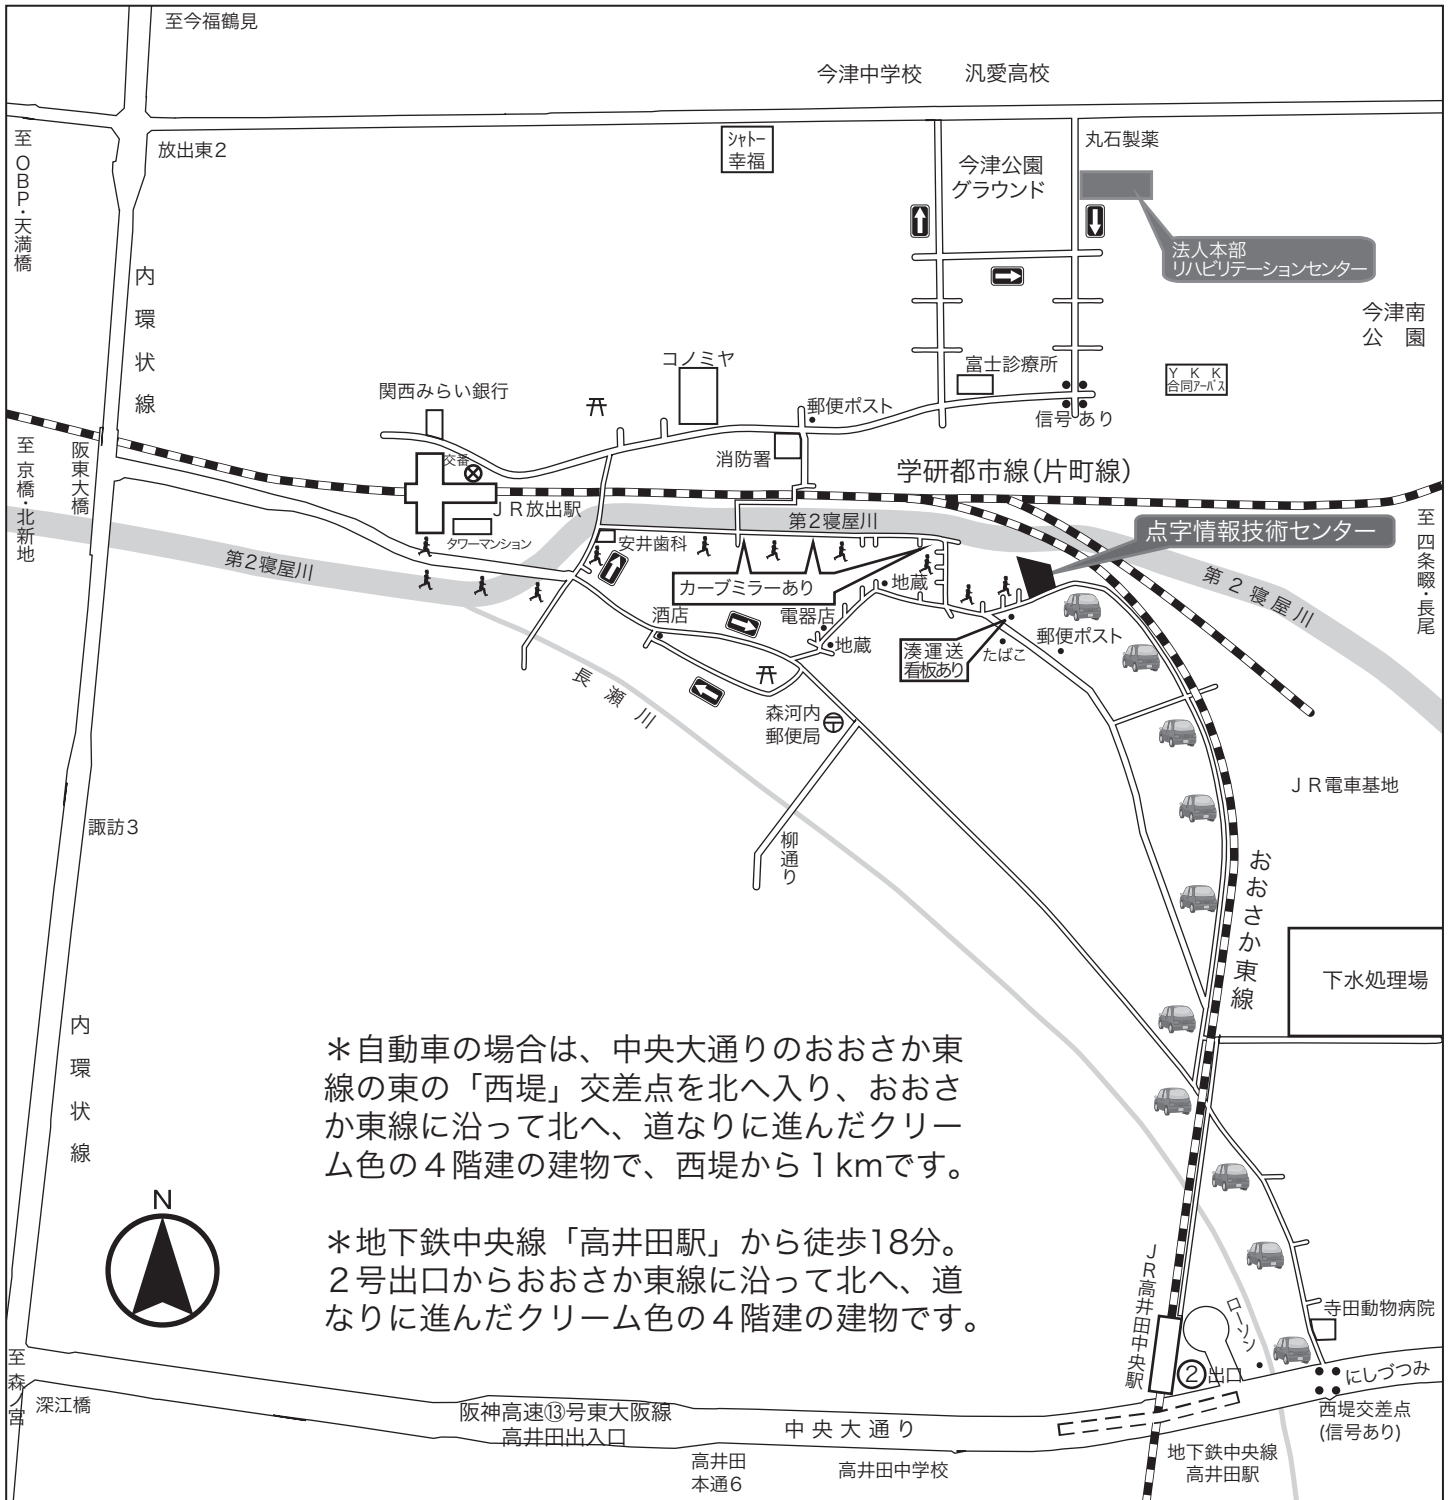 至今福鶴見
今津中学校
汎愛高校
至OBP・天満橋
放出東2
シャトー
幸福
今津公園
グラウンド
丸石製薬
法人本部
リハビリテーションセンター
内環状線
今津南
公園
コノミヤ
富士診療所
YKK
合同アーバス
関西みらい銀行
郵便ポスト
信号あり
至京橋・北新地
阪東大橋
交番
消防署
学研都市線(片町線)
JR放出駅
第2寝屋川
点字情報技術センター
至四条畷・長尾
タワーマンション
安井歯科
第2寝屋川
カーブミラーあり
地蔵
第2寝屋川
酒店
電器店
地蔵
湊運送
看板あり
たばこ
郵便ポスト
長瀬川
森河内
郵便局
JR電車基地
諏訪3
柳通り
おおさか東線
下水処理場
内環状線
*自動車の場合は、中央大通りのおおさか東
線の東の「西堤」交差点を北へ入り、おおさ
か東線に沿って北へ、道なりに進んだクリー
ム色の4階建の建物で、西堤から1kmです。
N
*地下鉄中央線「高井田駅」から徒歩18分。
2号出口からおおさか東線に沿って北へ、道
なりに進んだクリーム色の4階建の建物です。
JR高井田中央駅
ローソン
寺田動物病院
至森ノ宮
深江橋
②出口
にしづつみ
阪神高速⑬号東大阪線
高井田出入口
中央大通り
西堤交差点
(信号あり)
高井田
本通6
高井田中学校
地下鉄中央線
高井田駅